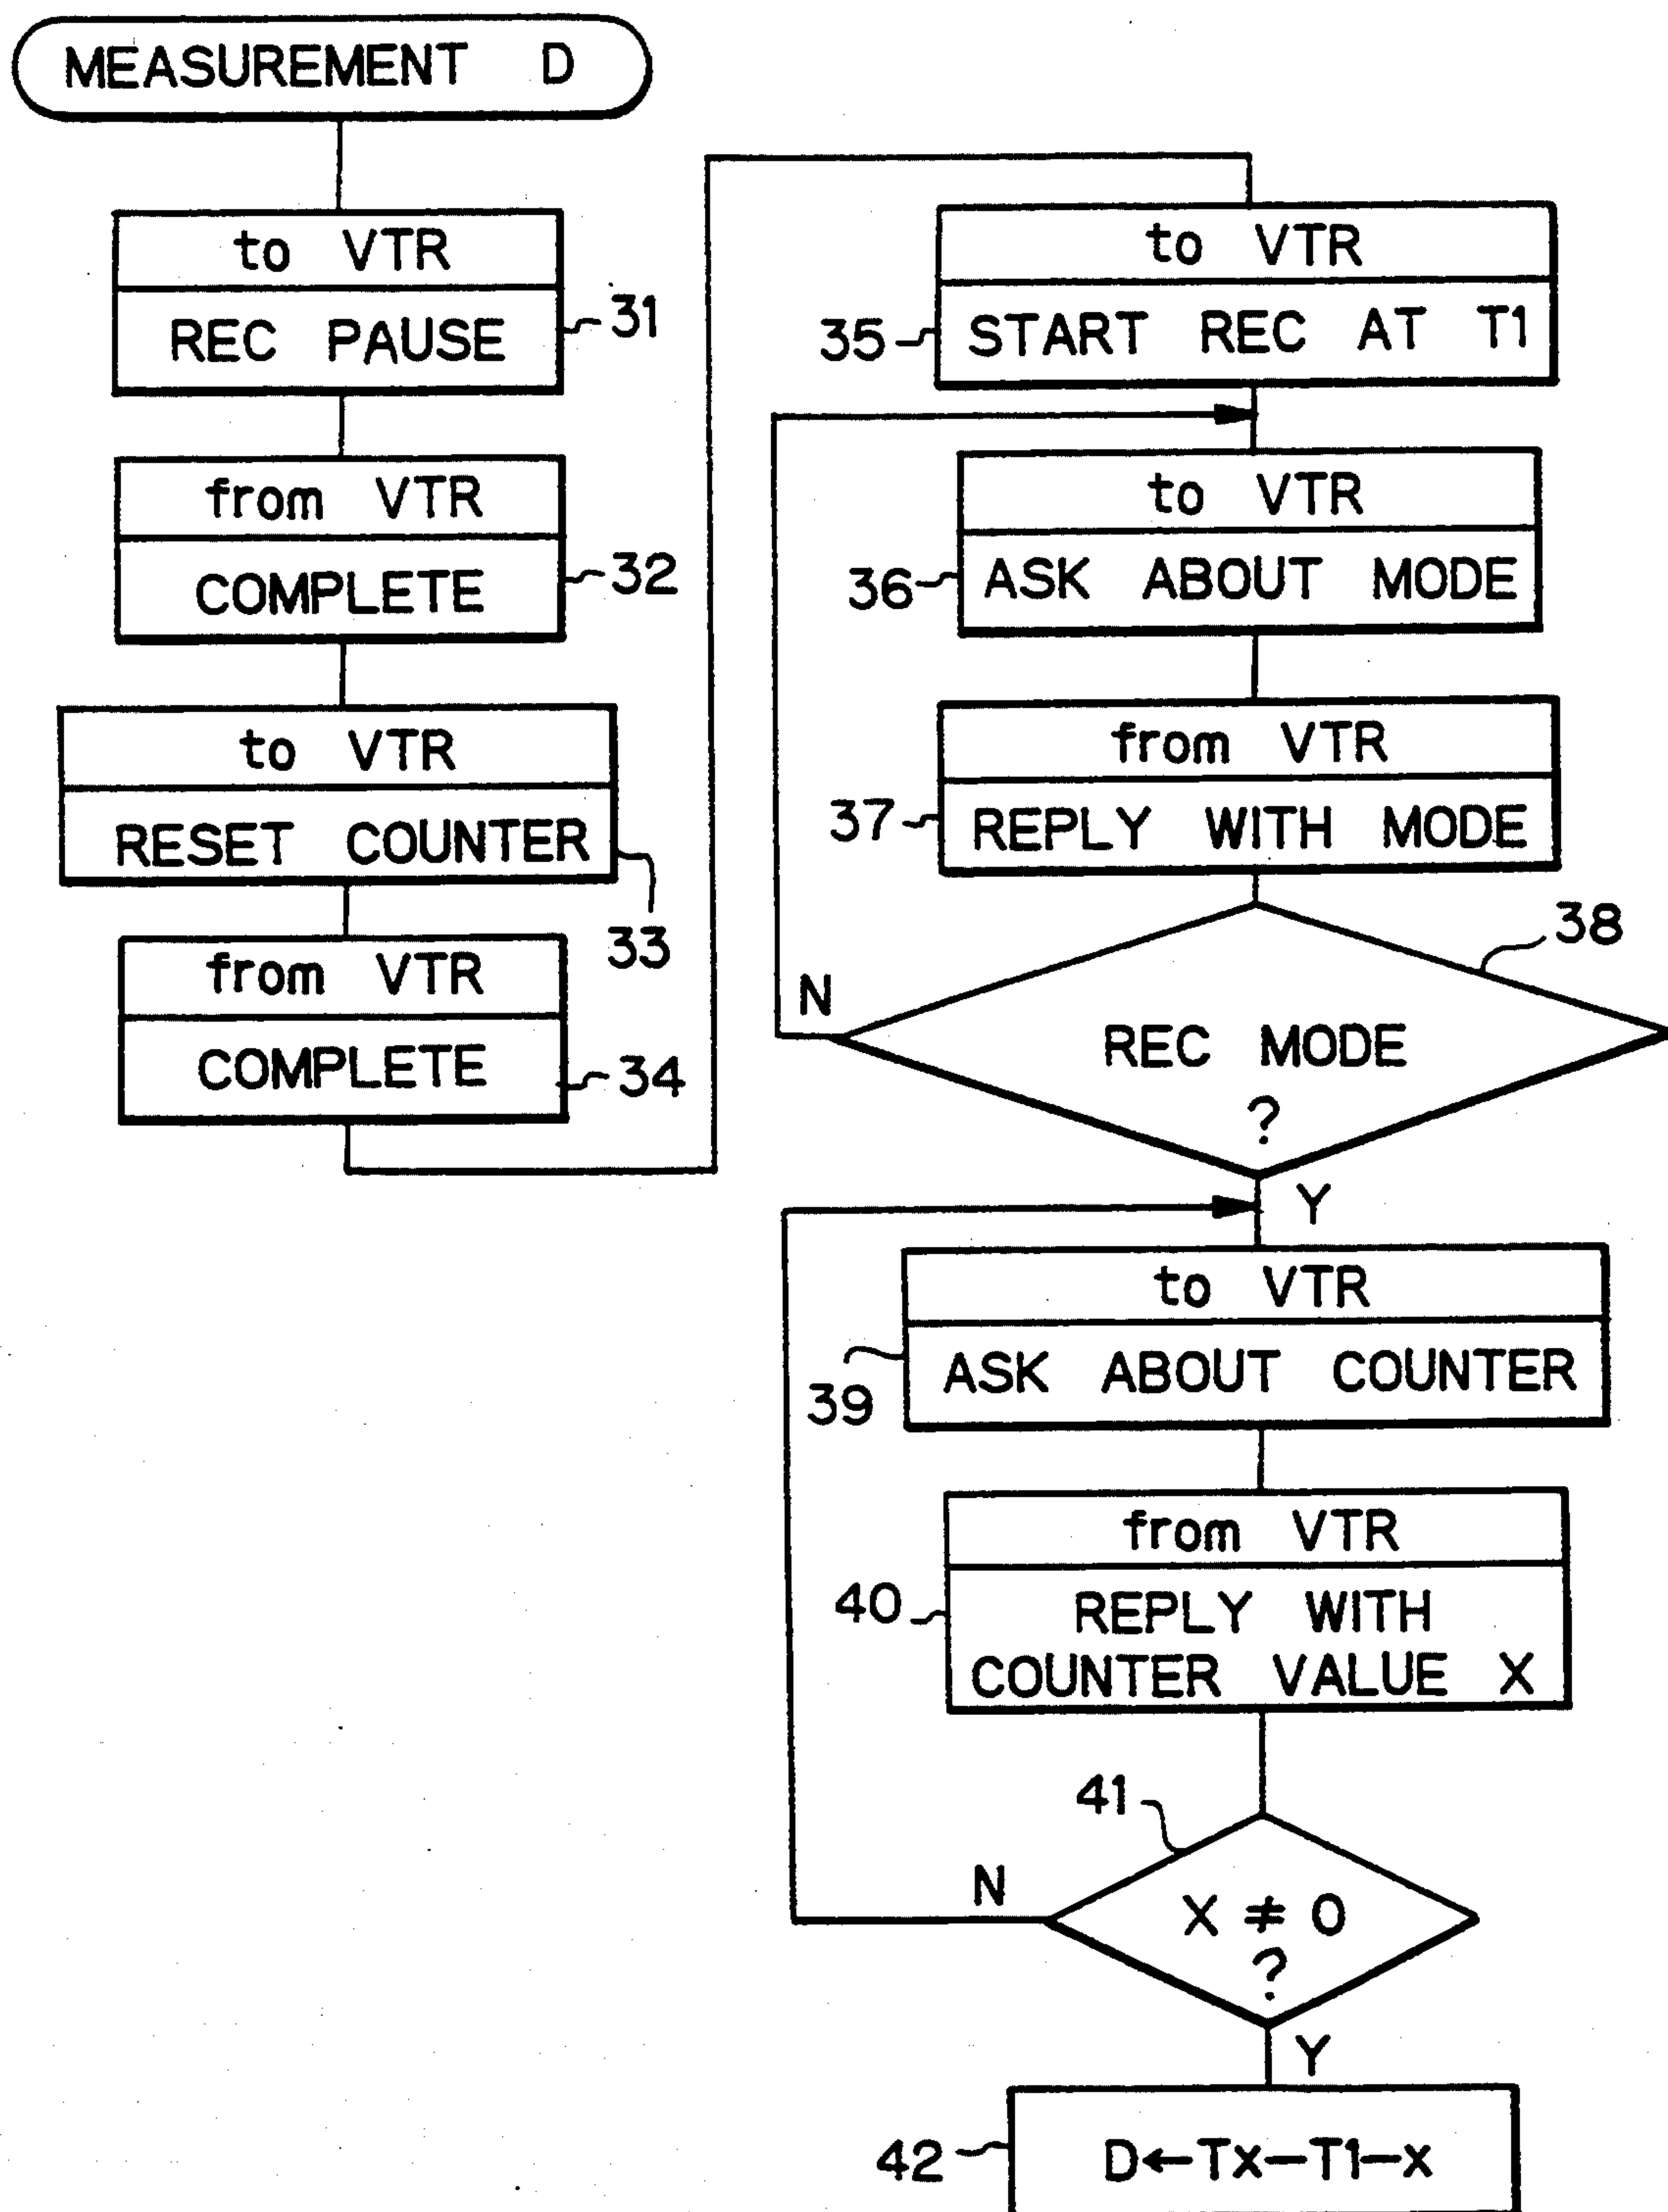 MEASUREMENT D
to VTR
REC PAUSE
31
from VTR
COMPLETE
32
to VTR
RESET COUNTER
33
from VTR
COMPLETE
34
to VTR
START REC AT T1
35
to VTR
ASK ABOUT MODE
36
from VTR
REPLY WITH MODE
37
REC MODE
?
38
N
Y
to VTR
ASK ABOUT COUNTER
39
from VTR
REPLY WITH
COUNTER VALUE X
40
41
X ≠ 0
?
N
Y
D←Tx−T1−x
42